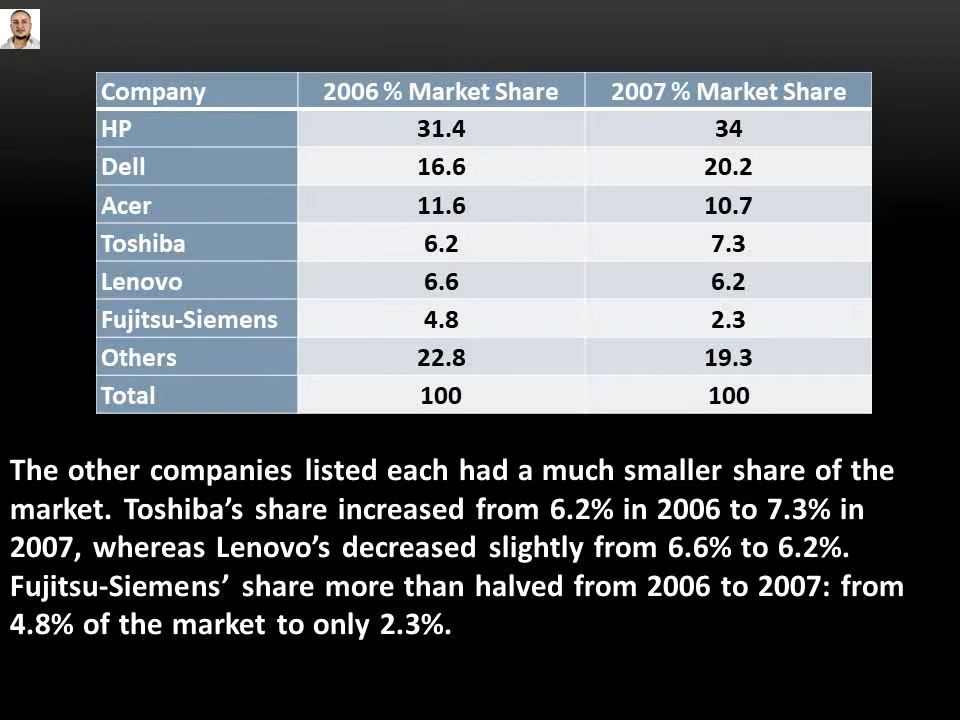 Company 2006 % Market Share 2007 % Market Share
HP 31.4 34
Dell 16.6 20.2
Acer 11.6 10.7
Toshiba 6.2 7.3
Lenovo 6.6 6.2
Fujitsu-Siemens 4.8 2.3
Others 22.8 19.3
Total 100 100
The other companies listed each had a much smaller share of the
market. Toshiba’s share increased from 6.2% in 2006 to 7.3% in
2007, whereas Lenovo’s decreased slightly from 6.6% to 6.2%.
Fujitsu-Siemens’ share more than halved from 2006 to 2007: from
4.8% of the market to only 2.3%.